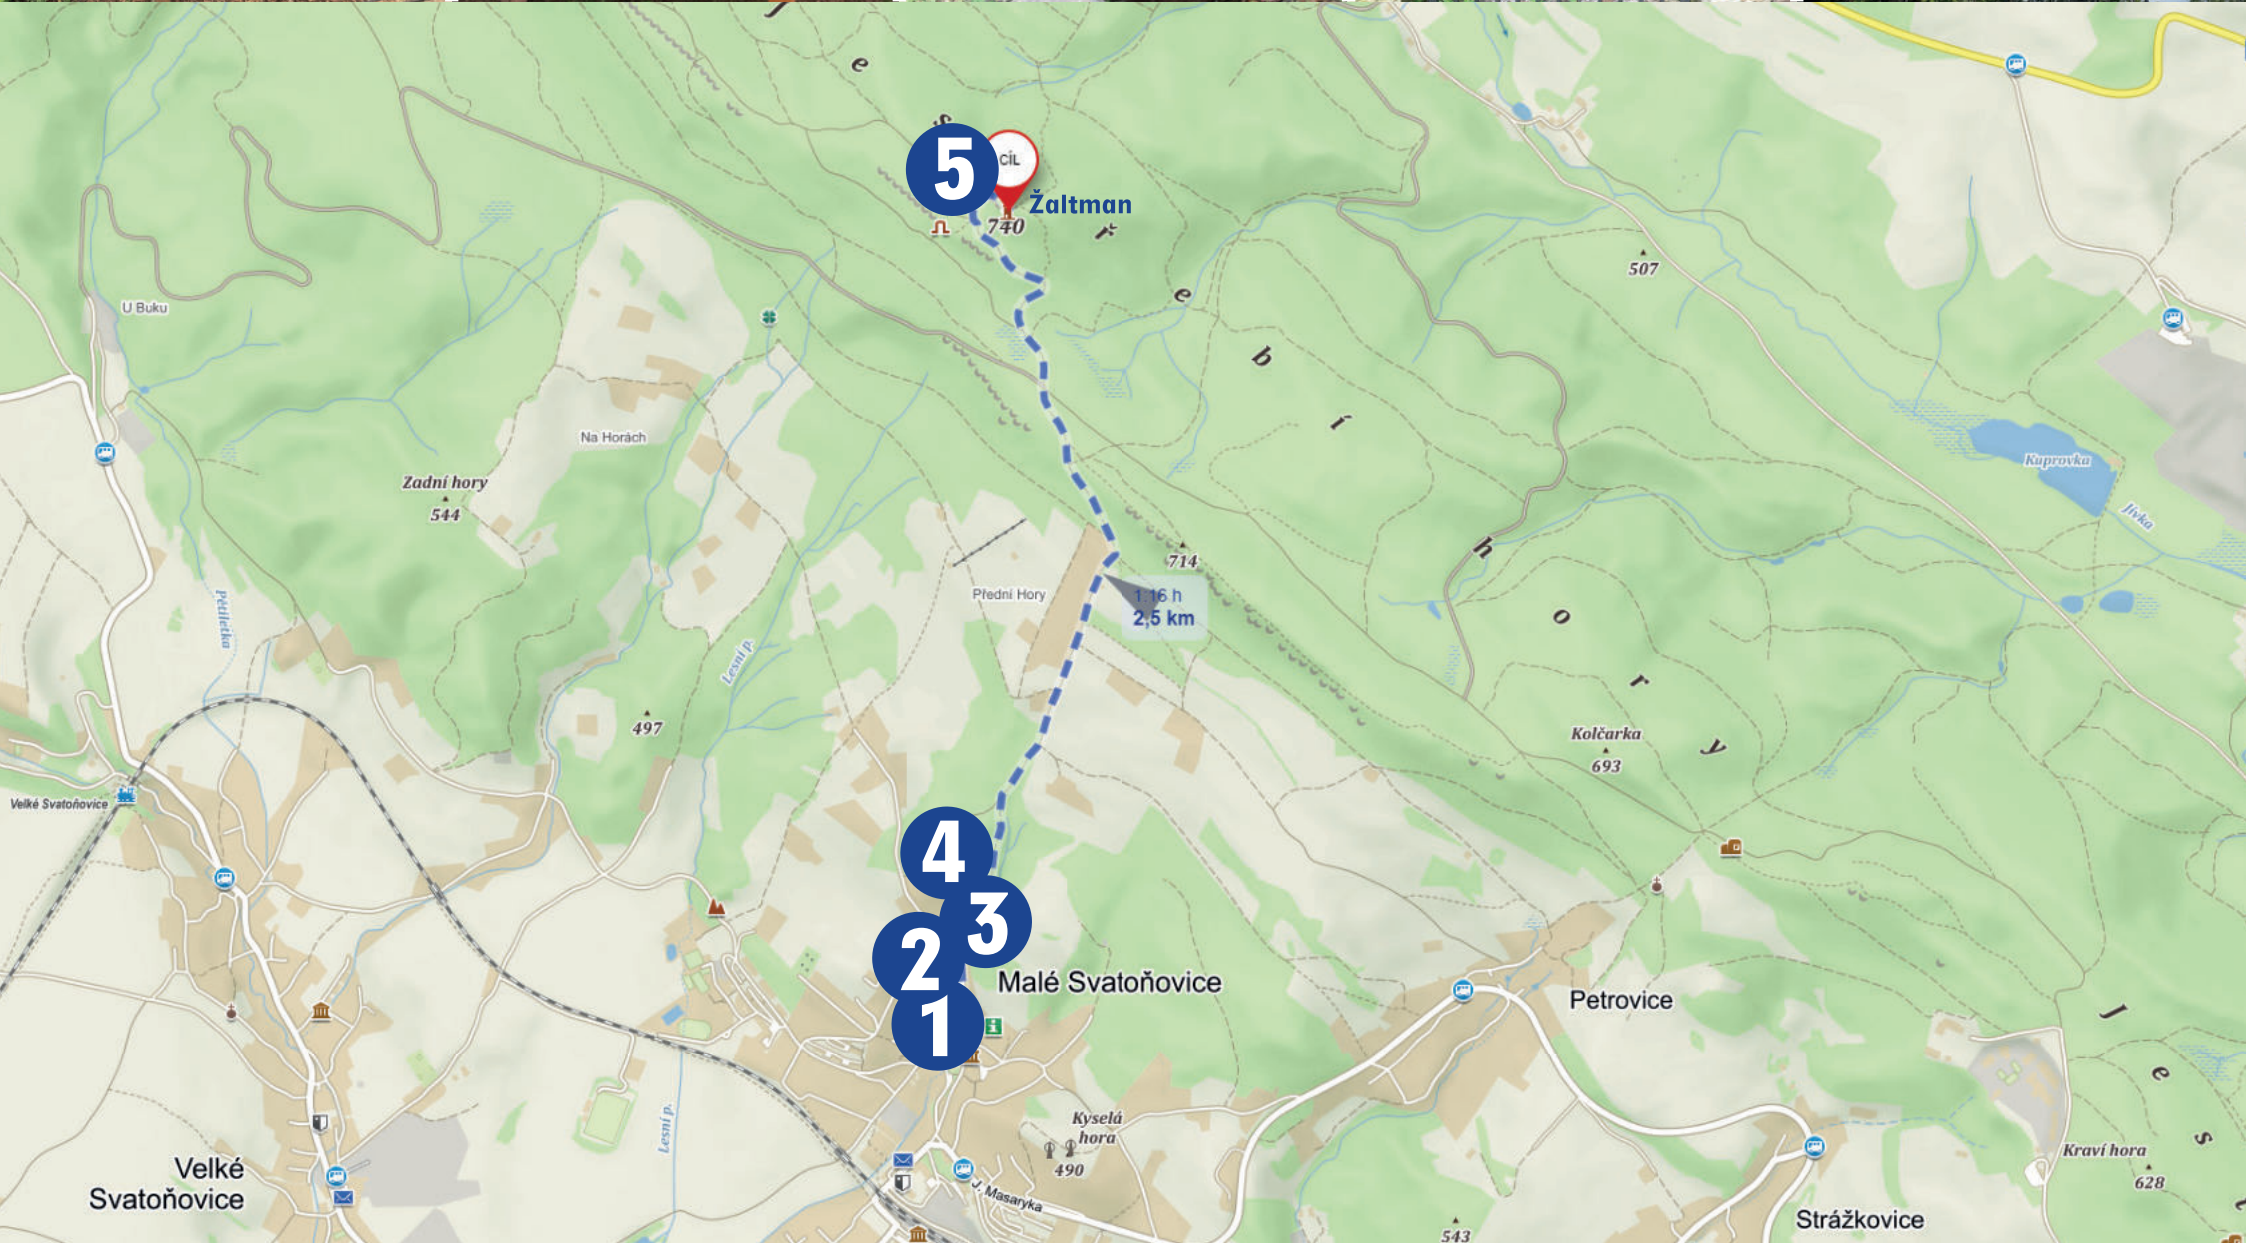 J
e
s
5
CÍL
Žaltman
740
ř
e
507
U Buku
b
í
Na Horách
Kuprovka
Zadní hory
544
Jívka
h
714
Přední Hory
1:16 h
2,5 km
Pětiletka
o
Lesní p.
r
497
Kolčarka
693
y
Velké Svatoňovice
4
3
2
Malé Svatoňovice
Petrovice
1
J
e
Kyselá
hora
490
Lesní p.
s
Kraví hora
628
Velké
Svatoňovice
J. Masaryka
Strážkovice
543